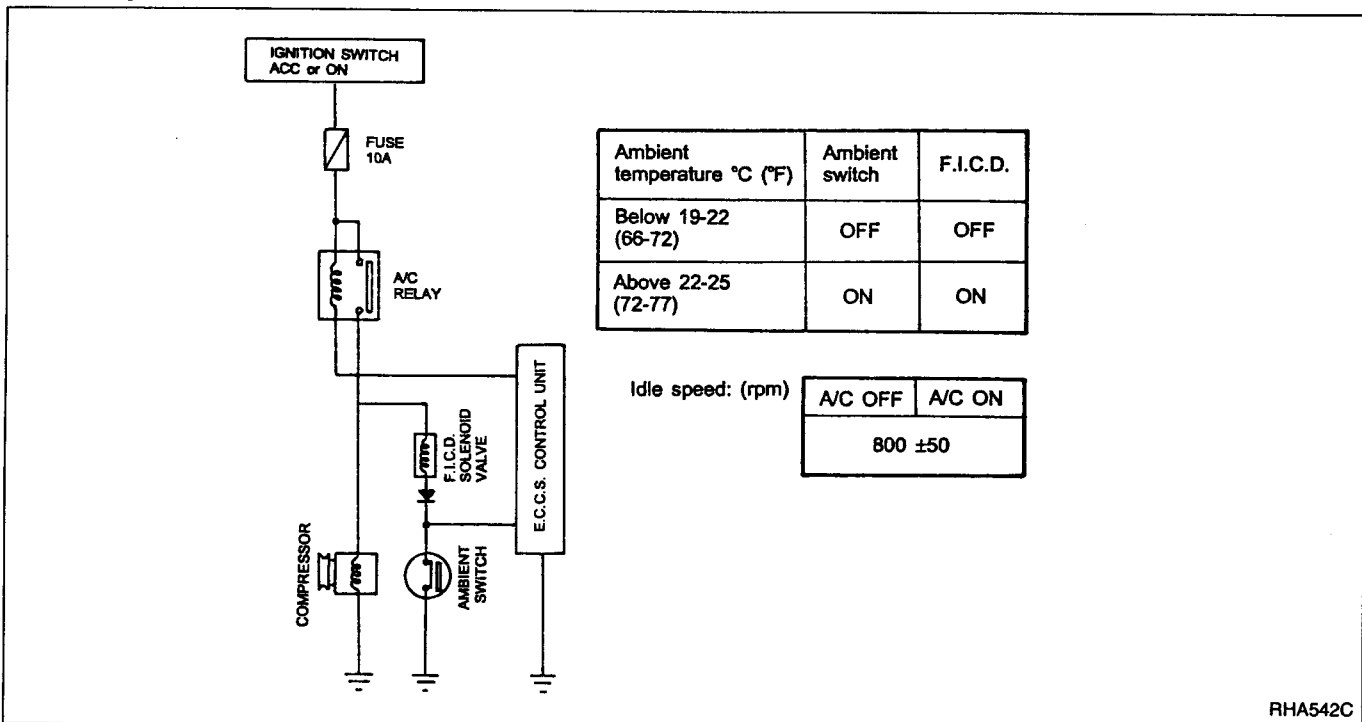 IGNITION SWITCH
ACC or ON
FUSE
10A
A/C
RELAY
F.I.C.D.
SOLENOID
VALVE
E.C.C.S. CONTROL UNIT
COMPRESSOR
AMBIENT
SWITCH
Ambient
temperature °C (°F)
Ambient
switch
F.I.C.D.
Below 19-22
(66-72)
OFF
OFF
Above 22-25
(72-77)
ON
ON
Idle speed: (rpm)
A/C OFF
A/C ON
800 ±50
RHA542C